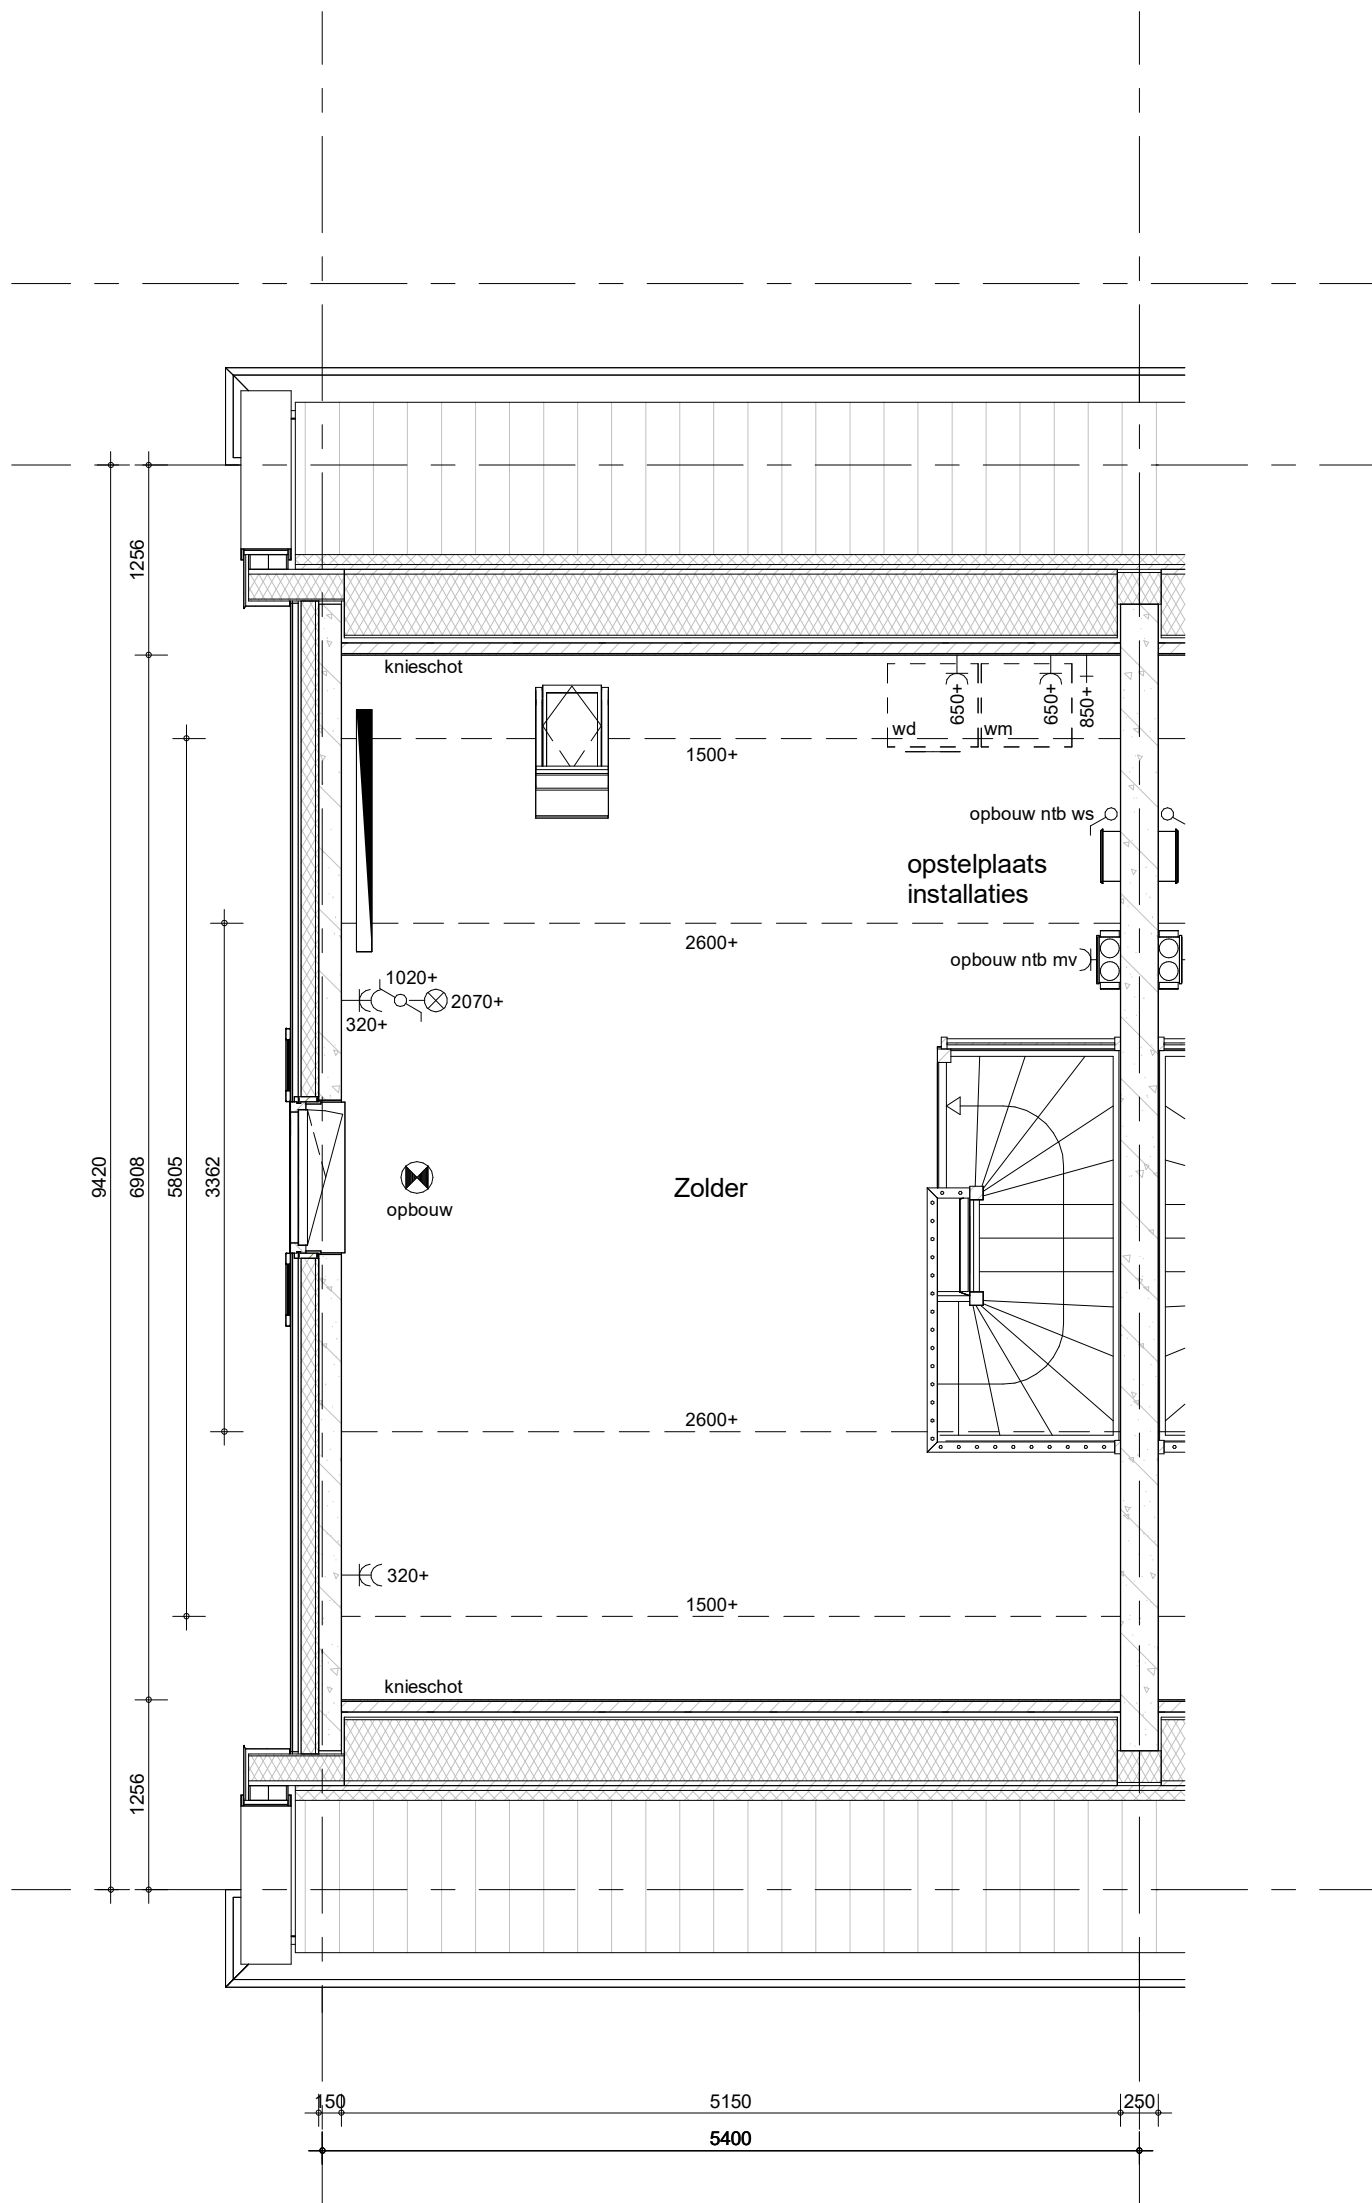 1256
knieschot
650+
650+
850+
wd
wm
1500+
opbouw ntb ws
opstelplaats
installaties
2600+
opbouw ntb mv
1020+
2070+
320+
9420
6908
5805
3362
Zolder
opbouw
2600+
320+
1500+
knieschot
1256
150
5150
250
5400